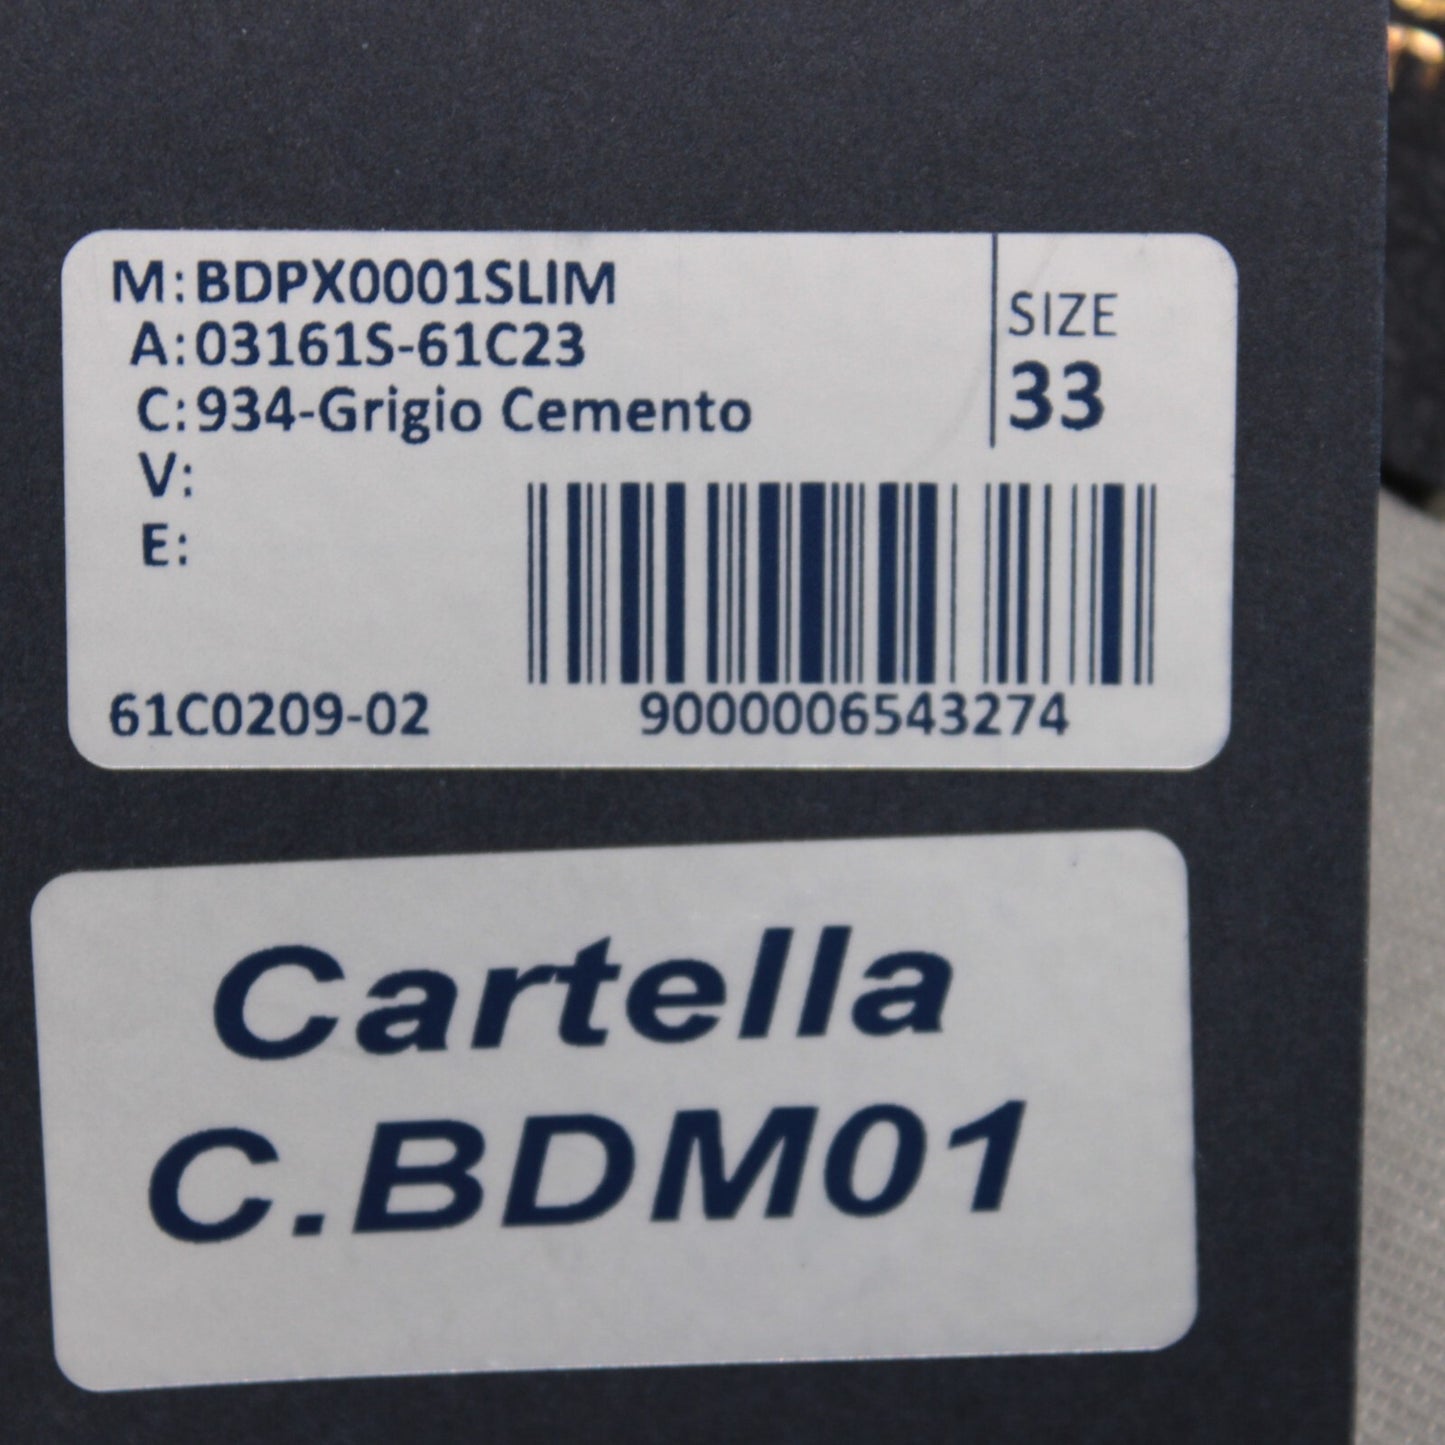 M: BDPX0001SLIM
A: 03161S-61C23
C: 934-Grigio Cemento
V:
E:
SIZE
33
61C0209-02
9000006543274
Cartella
C.BDM01